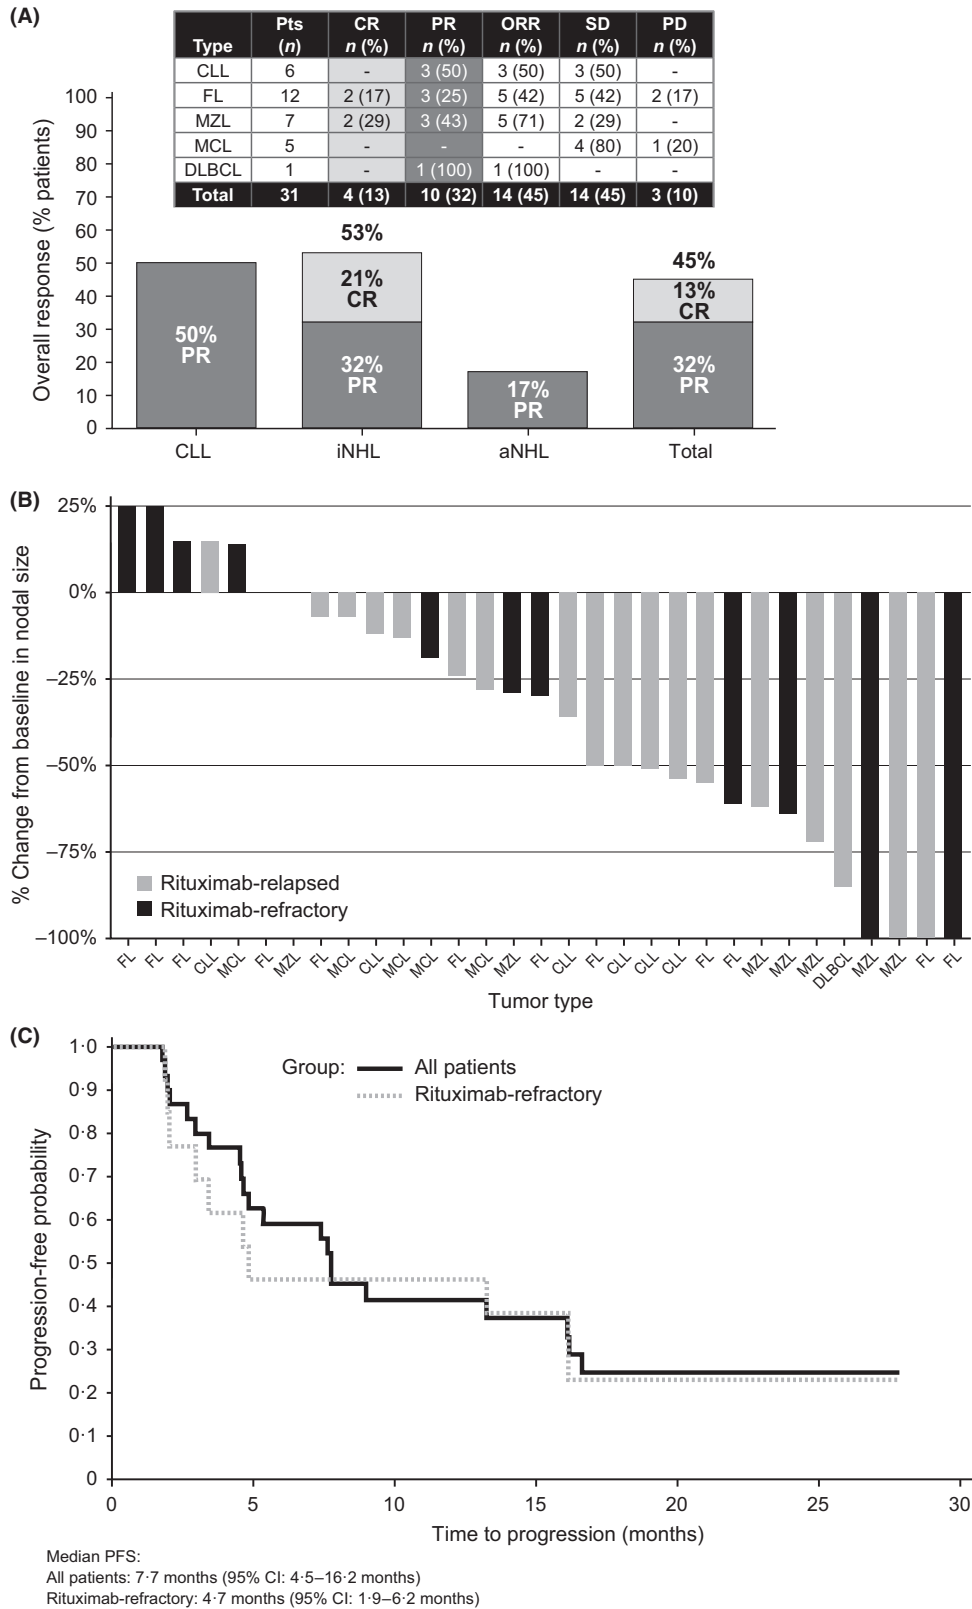 (A)
Type Pts (n) CR n (%) PR n (%) ORR n (%) SD n (%) PD n (%)
CLL 6 - 3 (50) 3 (50) 3 (50) -
FL 12 2 (17) 3 (25) 5 (42) 5 (42) 2 (17)
MZL 7 2 (29) 3 (43) 5 (71) 2 (29) -
MCL 5 - - - 4 (80) 1 (20)
DLBCL 1 - 1 (100) 1 (100) - -
Total 31 4 (13) 10 (32) 14 (45) 14 (45) 3 (10)
Overall response (% patients)
100
90
80
70
60
50
40
30
20
10
0
50%
PR
53%
21%
CR
32%
PR
17%
PR
45%
13%
CR
32%
PR
CLL iNHL aNHL Total
(B)
% Change from baseline in nodal size
25%
0%
–25%
–50%
–75%
–100%
Rituximab-relapsed
Rituximab-refractory
FL FL FL CLL MCL FL MZL FL MCL CLL MCL MCL FL MCL MZL FL CLL FL CLL CLL CLL FL FL MZL MZL MZL DLBCL MZL MZL FL FL
Tumor type
(C)
Progression-free probability
1·0
0·9
0·8
0·7
0·6
0·5
0·4
0·3
0·2
0·1
0
Group:
All patients
Rituximab-refractory
0 5 10 15 20 25 30
Time to progression (months)
Median PFS:
All patients: 7·7 months (95% CI: 4·5–16·2 months)
Rituximab-refractory: 4·7 months (95% CI: 1·9–6·2 months)